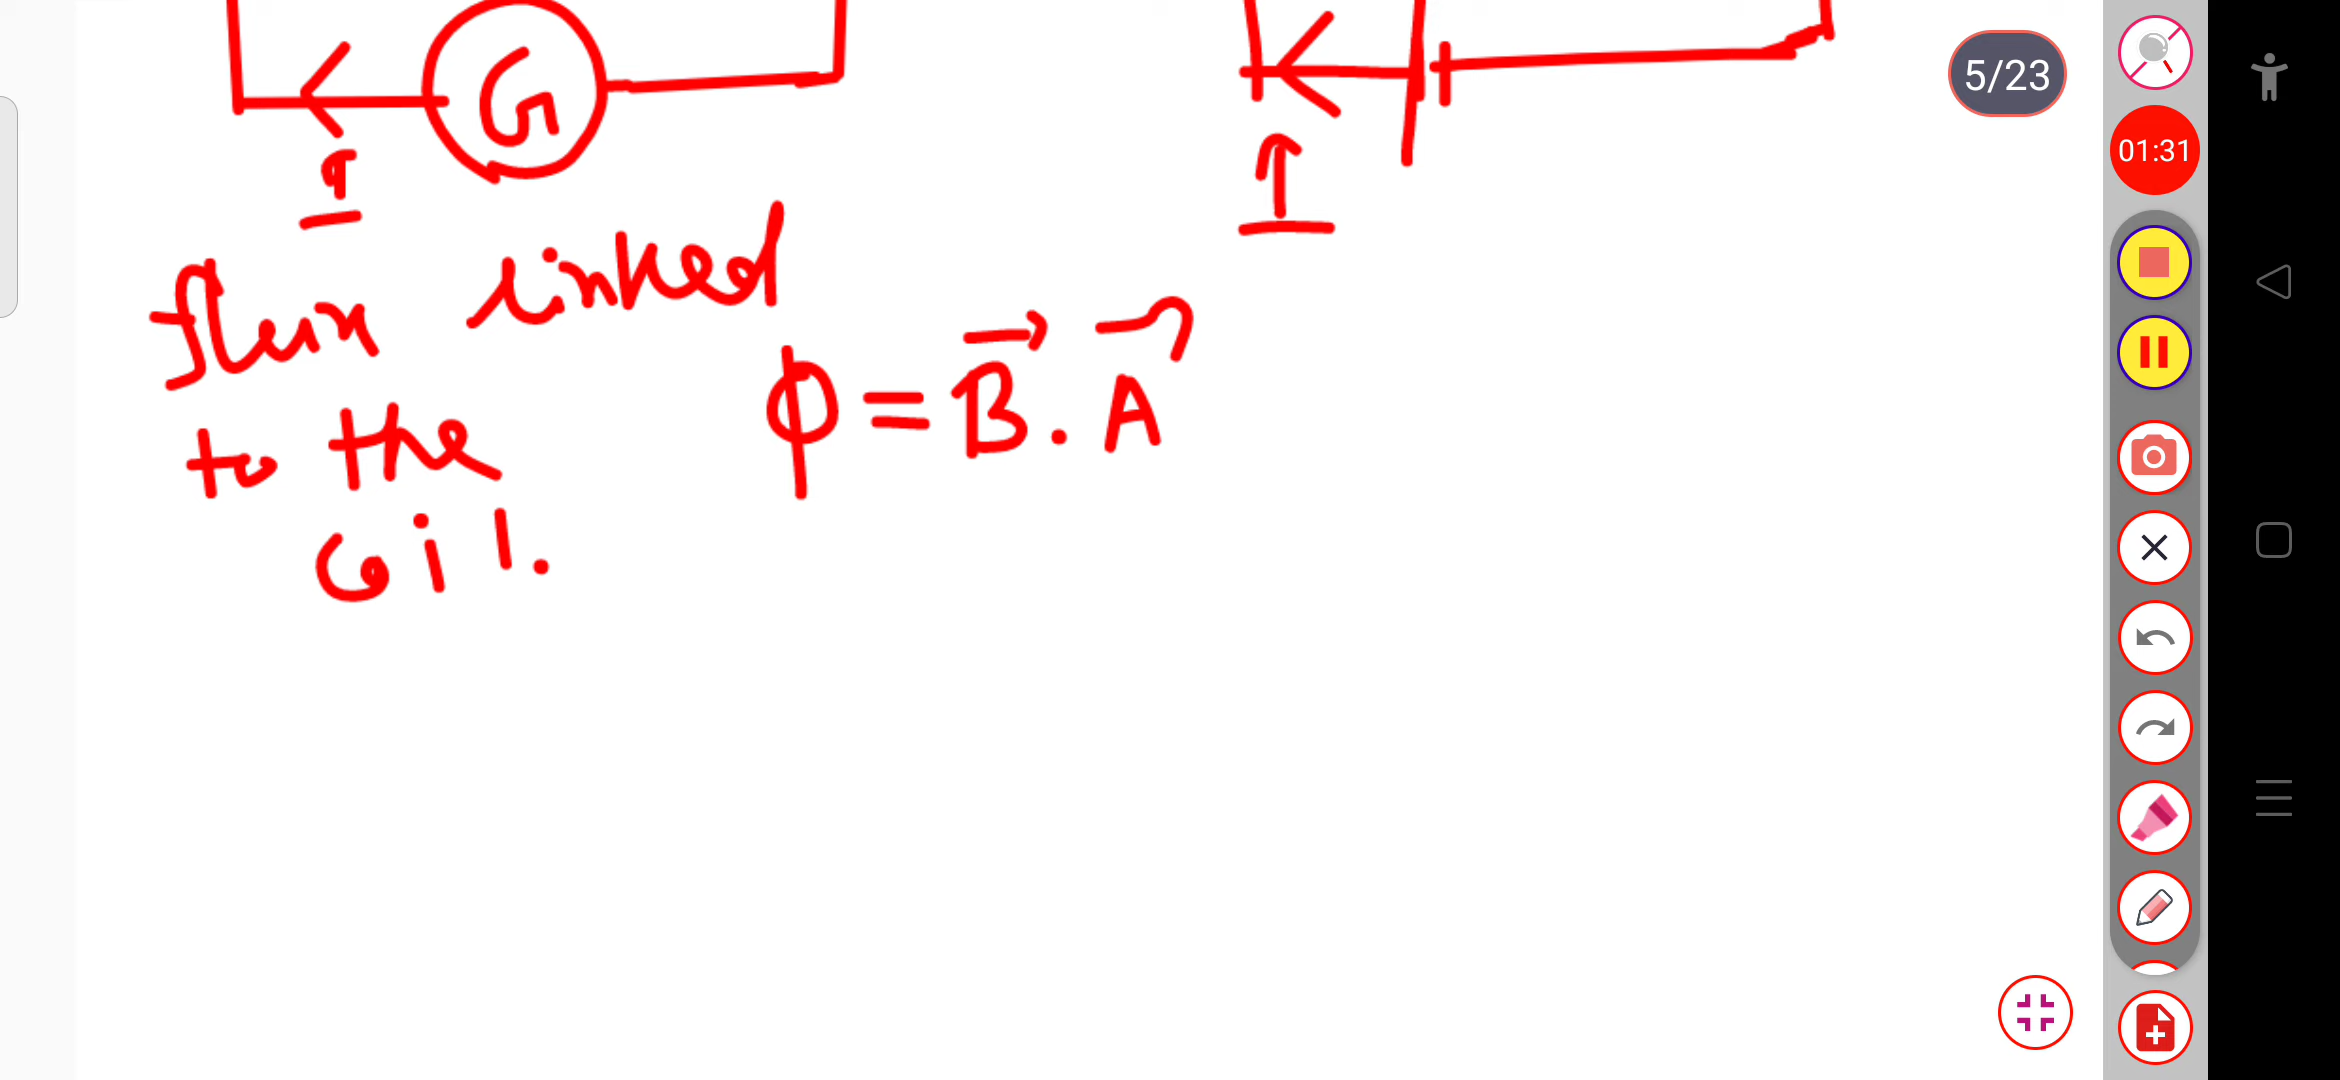 G
5/23
01:31
I
flux linked
to the
coil.
ϕ = B⃗ . A⃗